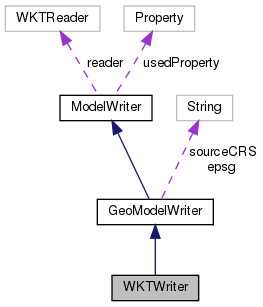 WKTReader
Property
reader
usedProperty
ModelWriter
String
sourceCRS
epsg
GeoModelWriter
WKTWriter